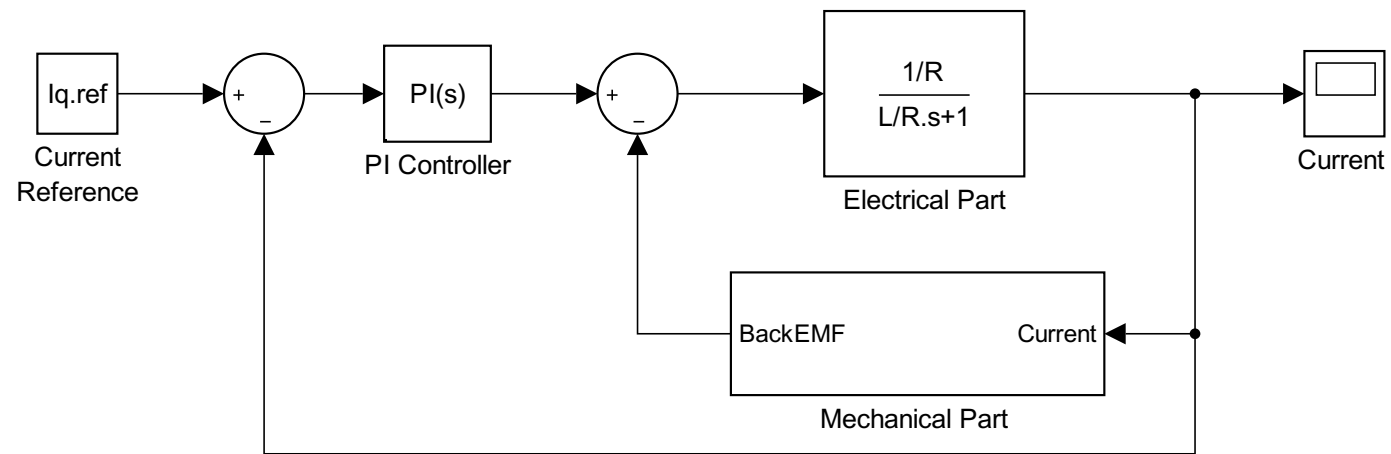 Iq.ref
Current
Reference
+
−
PI(s)
PI Controller
+
−
1/R
L/R.s+1
Electrical Part
Current
BackEMF
Current
Mechanical Part